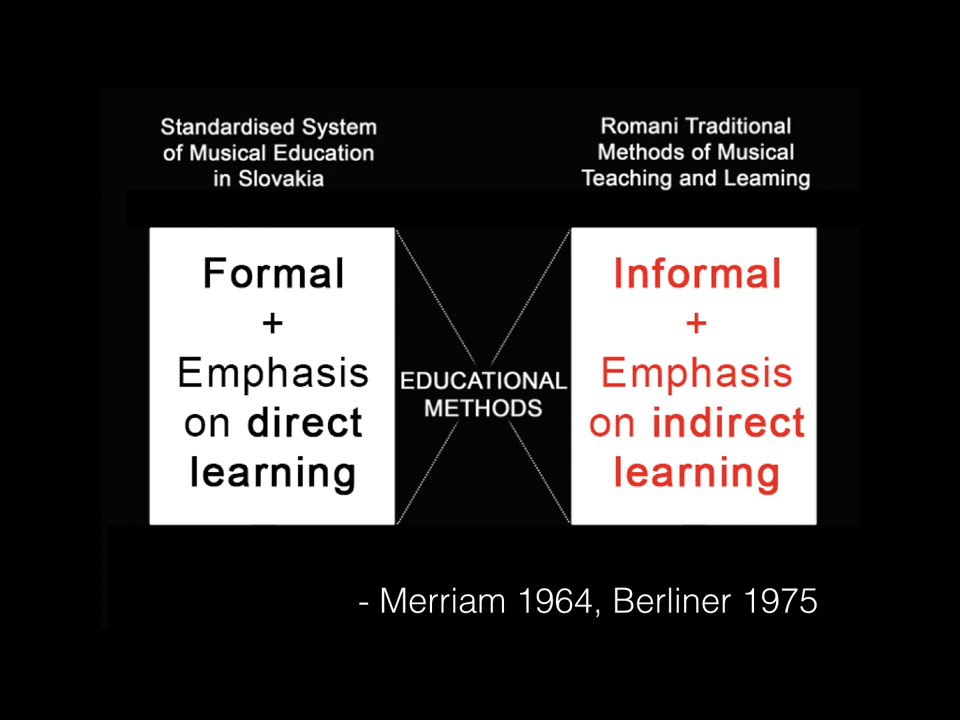 Standardised System
of Musical Education
in Slovakia
Romani Traditional
Methods of Musical
Teaching and Learning
Formal
+
Emphasis
on direct
learning
EDUCATIONAL
METHODS
Informal
+
Emphasis
on indirect
learning
- Merriam 1964, Berliner 1975